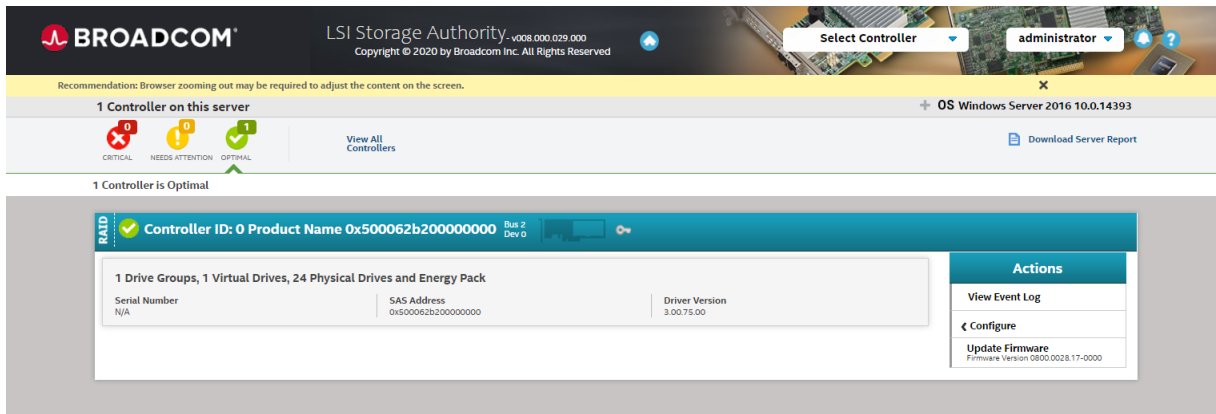 BROADCOM®
LSI Storage Authority- v008.000.029.000
Copyright © 2020 by Broadcom Inc. All Rights Reserved
Select Controller
administrator
?
Recommendation: Browser zooming out may be required to adjust the content on the screen.
1 Controller on this server
OS Windows Server 2016 10.0.14393
0
CRITICAL
0
NEEDS ATTENTION
1
OPTIMAL
View All
Controllers
Download Server Report
1 Controller is Optimal
RAID
Controller ID: 0 Product Name 0x500062b200000000
Bus 2
Dev 0
1 Drive Groups, 1 Virtual Drives, 24 Physical Drives and Energy Pack
Serial Number
N/A
SAS Address
0x500062b200000000
Driver Version
3.00.75.00
Actions
View Event Log
Configure
Update Firmware
Firmware Version 0800.0028.17-0000